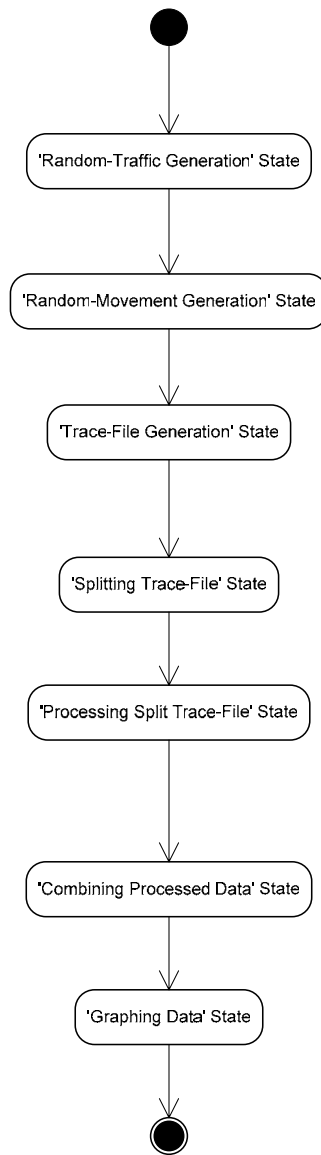 'Random-Traffic Generation' State
'Random-Movement Generation' State
'Trace-File Generation' State
'Splitting Trace-File' State
'Processing Split Trace-File' State
'Combining Processed Data' State
'Graphing Data' State